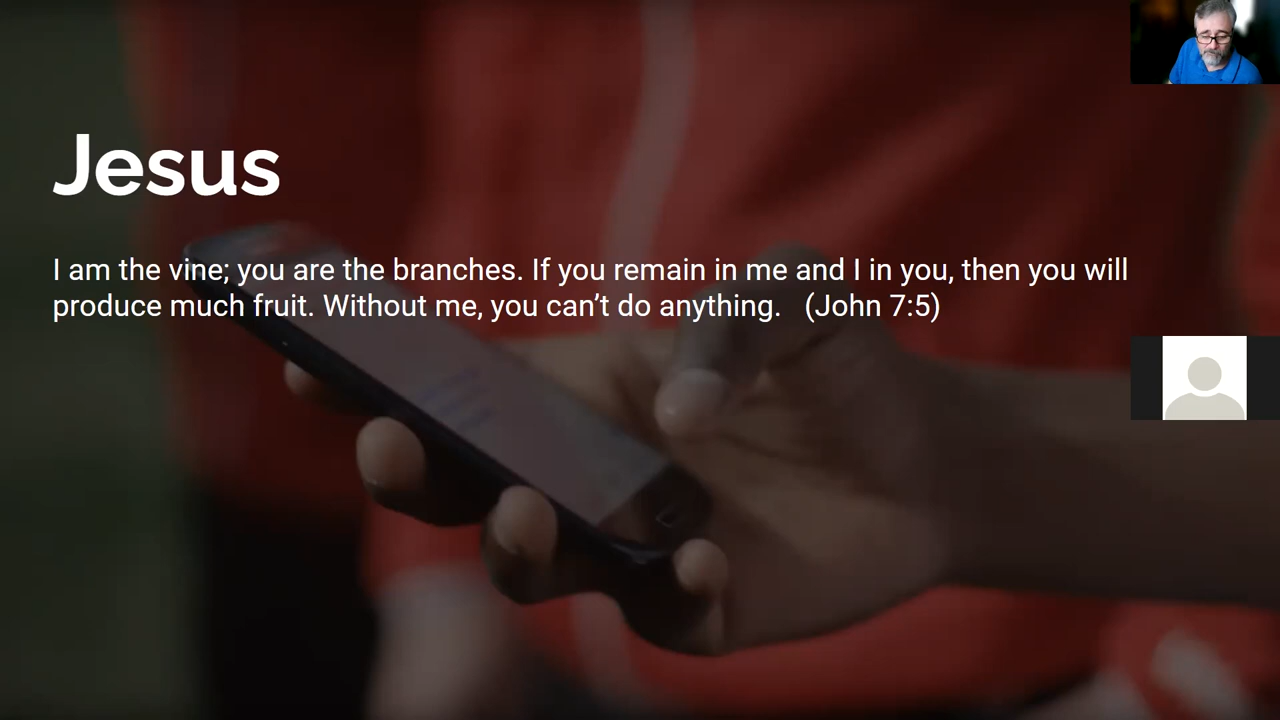 Jesus
I am the vine; you are the branches. If you remain in me and I in you, then you will
produce much fruit. Without me, you can’t do anything. (John 7:5)